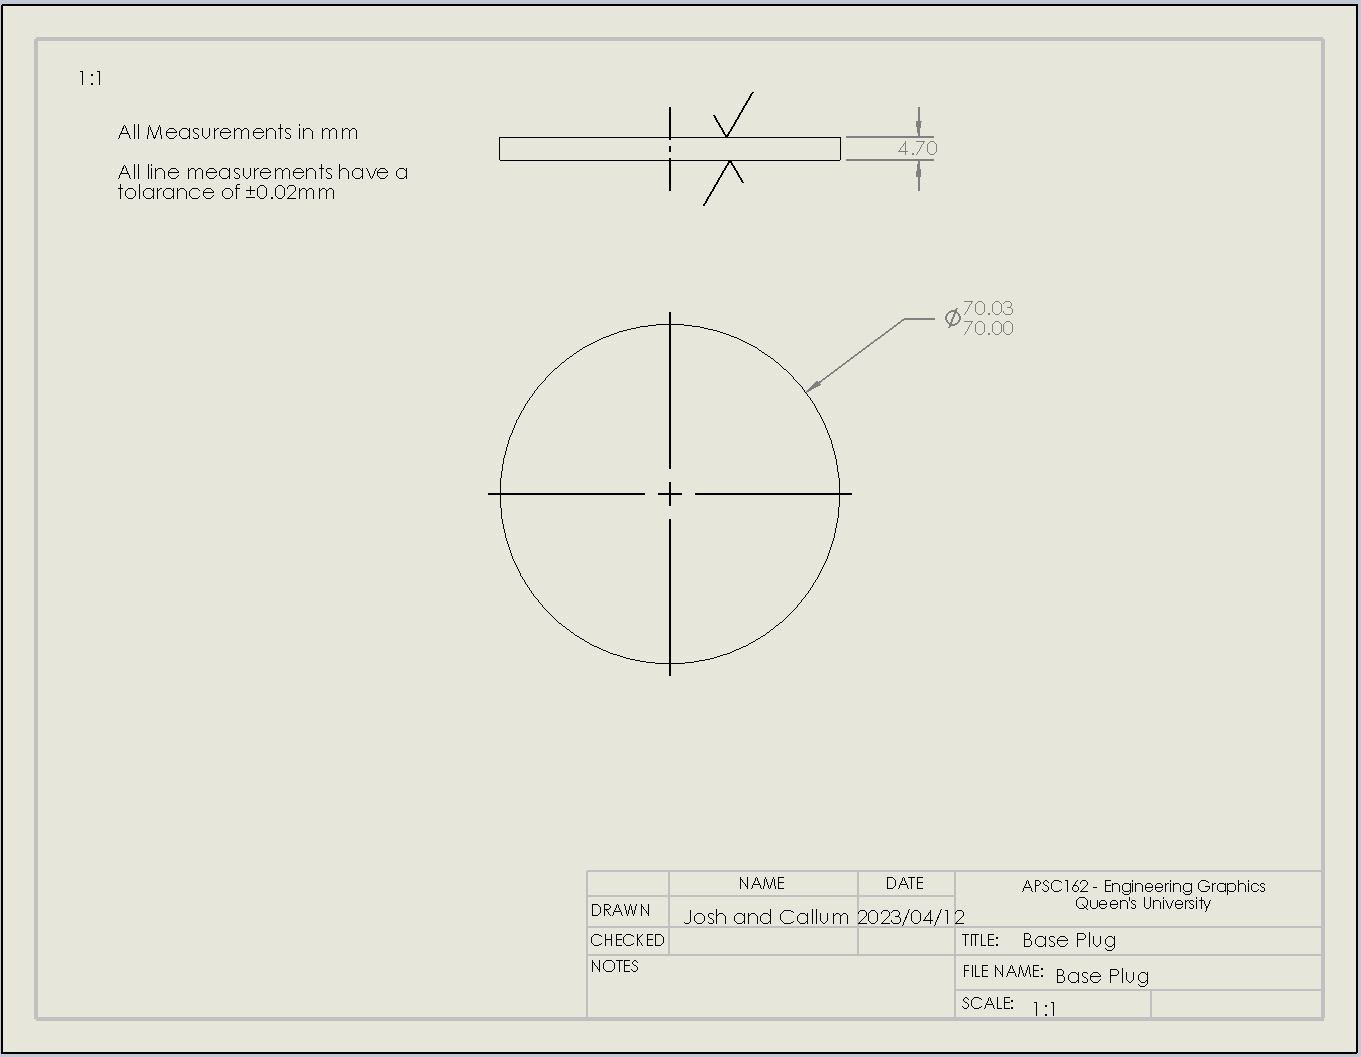 1:1
All Measurements in mm
All line measurements have a
tolarance of ±0.02mm
4.70
⌀70.03
70.00
NAME
DATE
DRAWN
Josh and Callum
2023/04/12
CHECKED
NOTES
APSC162 - Engineering Graphics
Queen's University
TITLE: Base Plug
FILE NAME: Base Plug
SCALE: 1:1